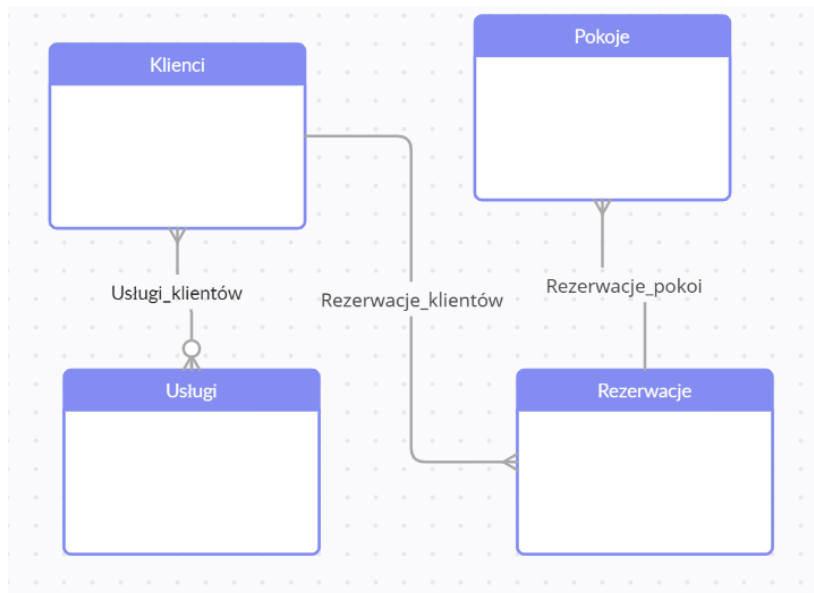 Klienci
Pokoje
Usługi_klientów
Rezerwacje_klientów
Rezerwacje_pokoi
Usługi
Rezerwacje